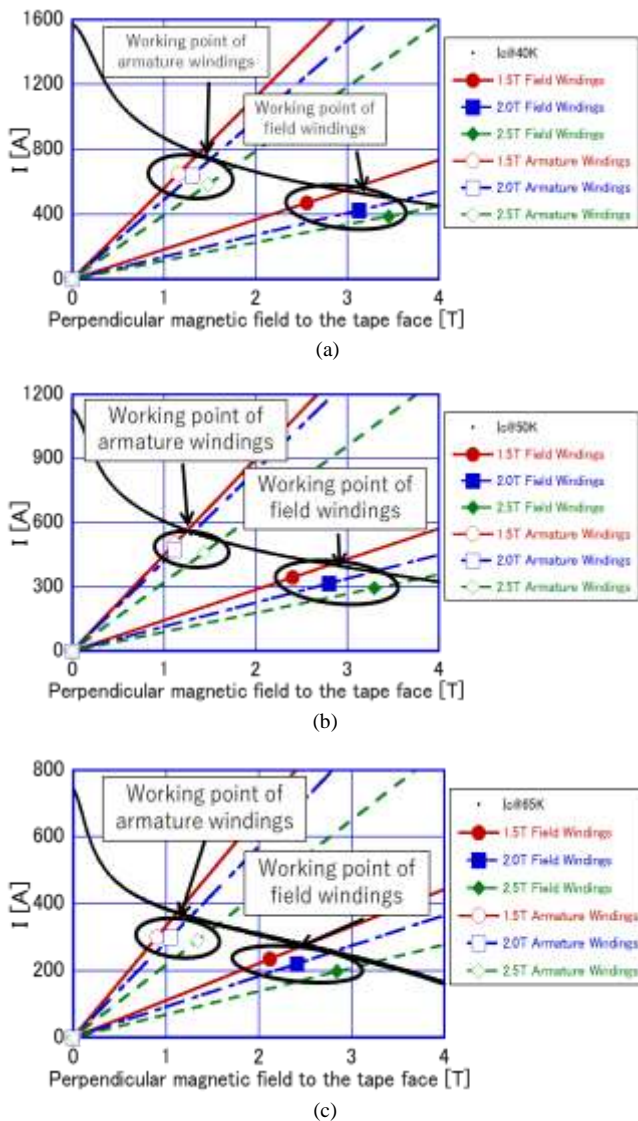 1600
1200
800
400
0
I [A]
Working point of
armature windings
Working point of
field windings
0 1 2 3 4
Perpendicular magnetic field to the tape face [T]
Ic@40K
1.5T Field Windings
2.0T Field Windings
2.5T Field Windings
1.5T Armature Windings
2.0T Armature Windings
2.5T Armature Windings
(a)
1200
900
600
300
0
I [A]
Working point of
armature windings
Working point of
field windings
0 1 2 3 4
Perpendicular magnetic field to the tape face [T]
Ic@50K
1.5T Field Windings
2.0T Field Windings
2.5T Field Windings
1.5T Armature Windings
2.0T Armature Windings
2.5T Armature Windings
(b)
800
600
400
200
0
I [A]
Working point of
armature windings
Working point of
field windings
0 1 2 3 4
Perpendicular magnetic field to the tape face [T]
Ic@65K
1.5T Field Windings
2.0T Field Windings
2.5T Field Windings
1.5T Armature Windings
2.0T Armature Windings
2.5T Armature Windings
(c)